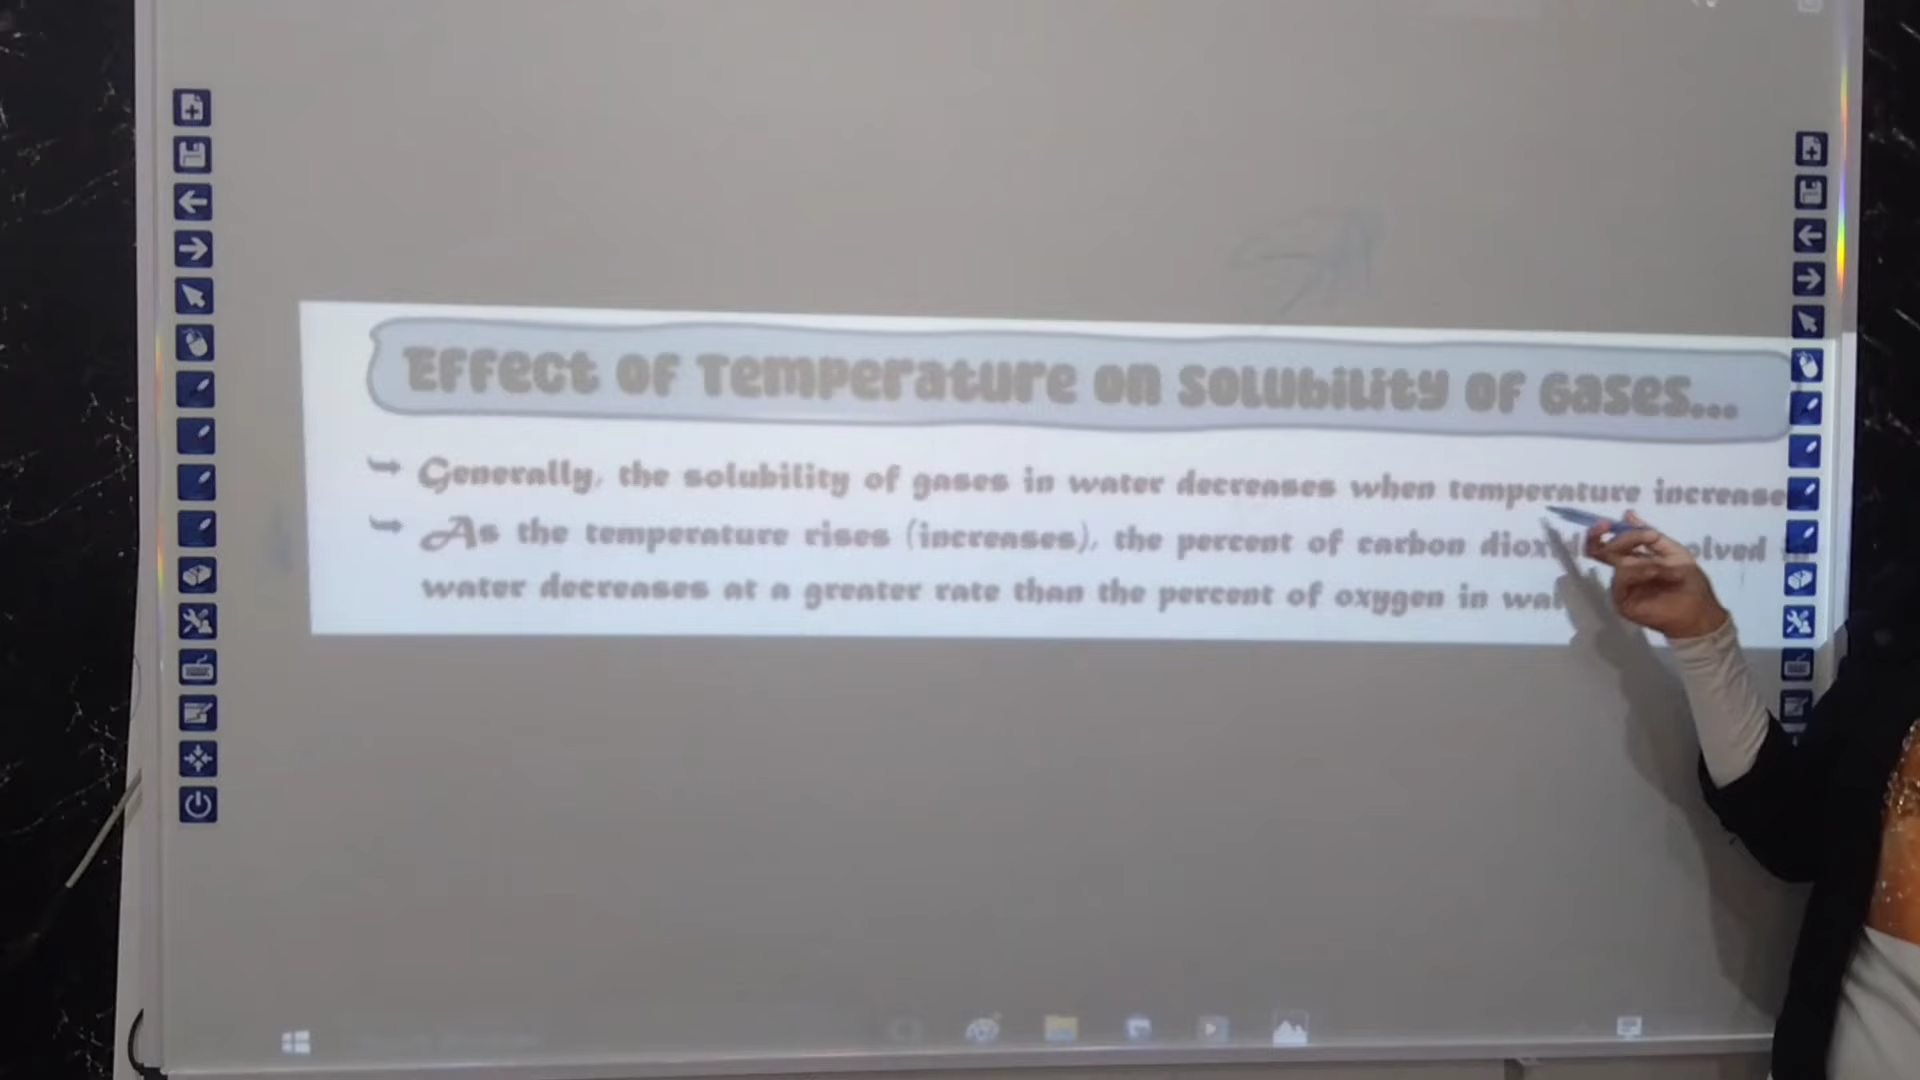 Effect of Temperature on Solubility of Gases...
Generally, the solubility of gases in water decreases when temperature increase
As the temperature rises (increases), the percent of carbon
water decreases at a greater rate than the percent of oxygen in